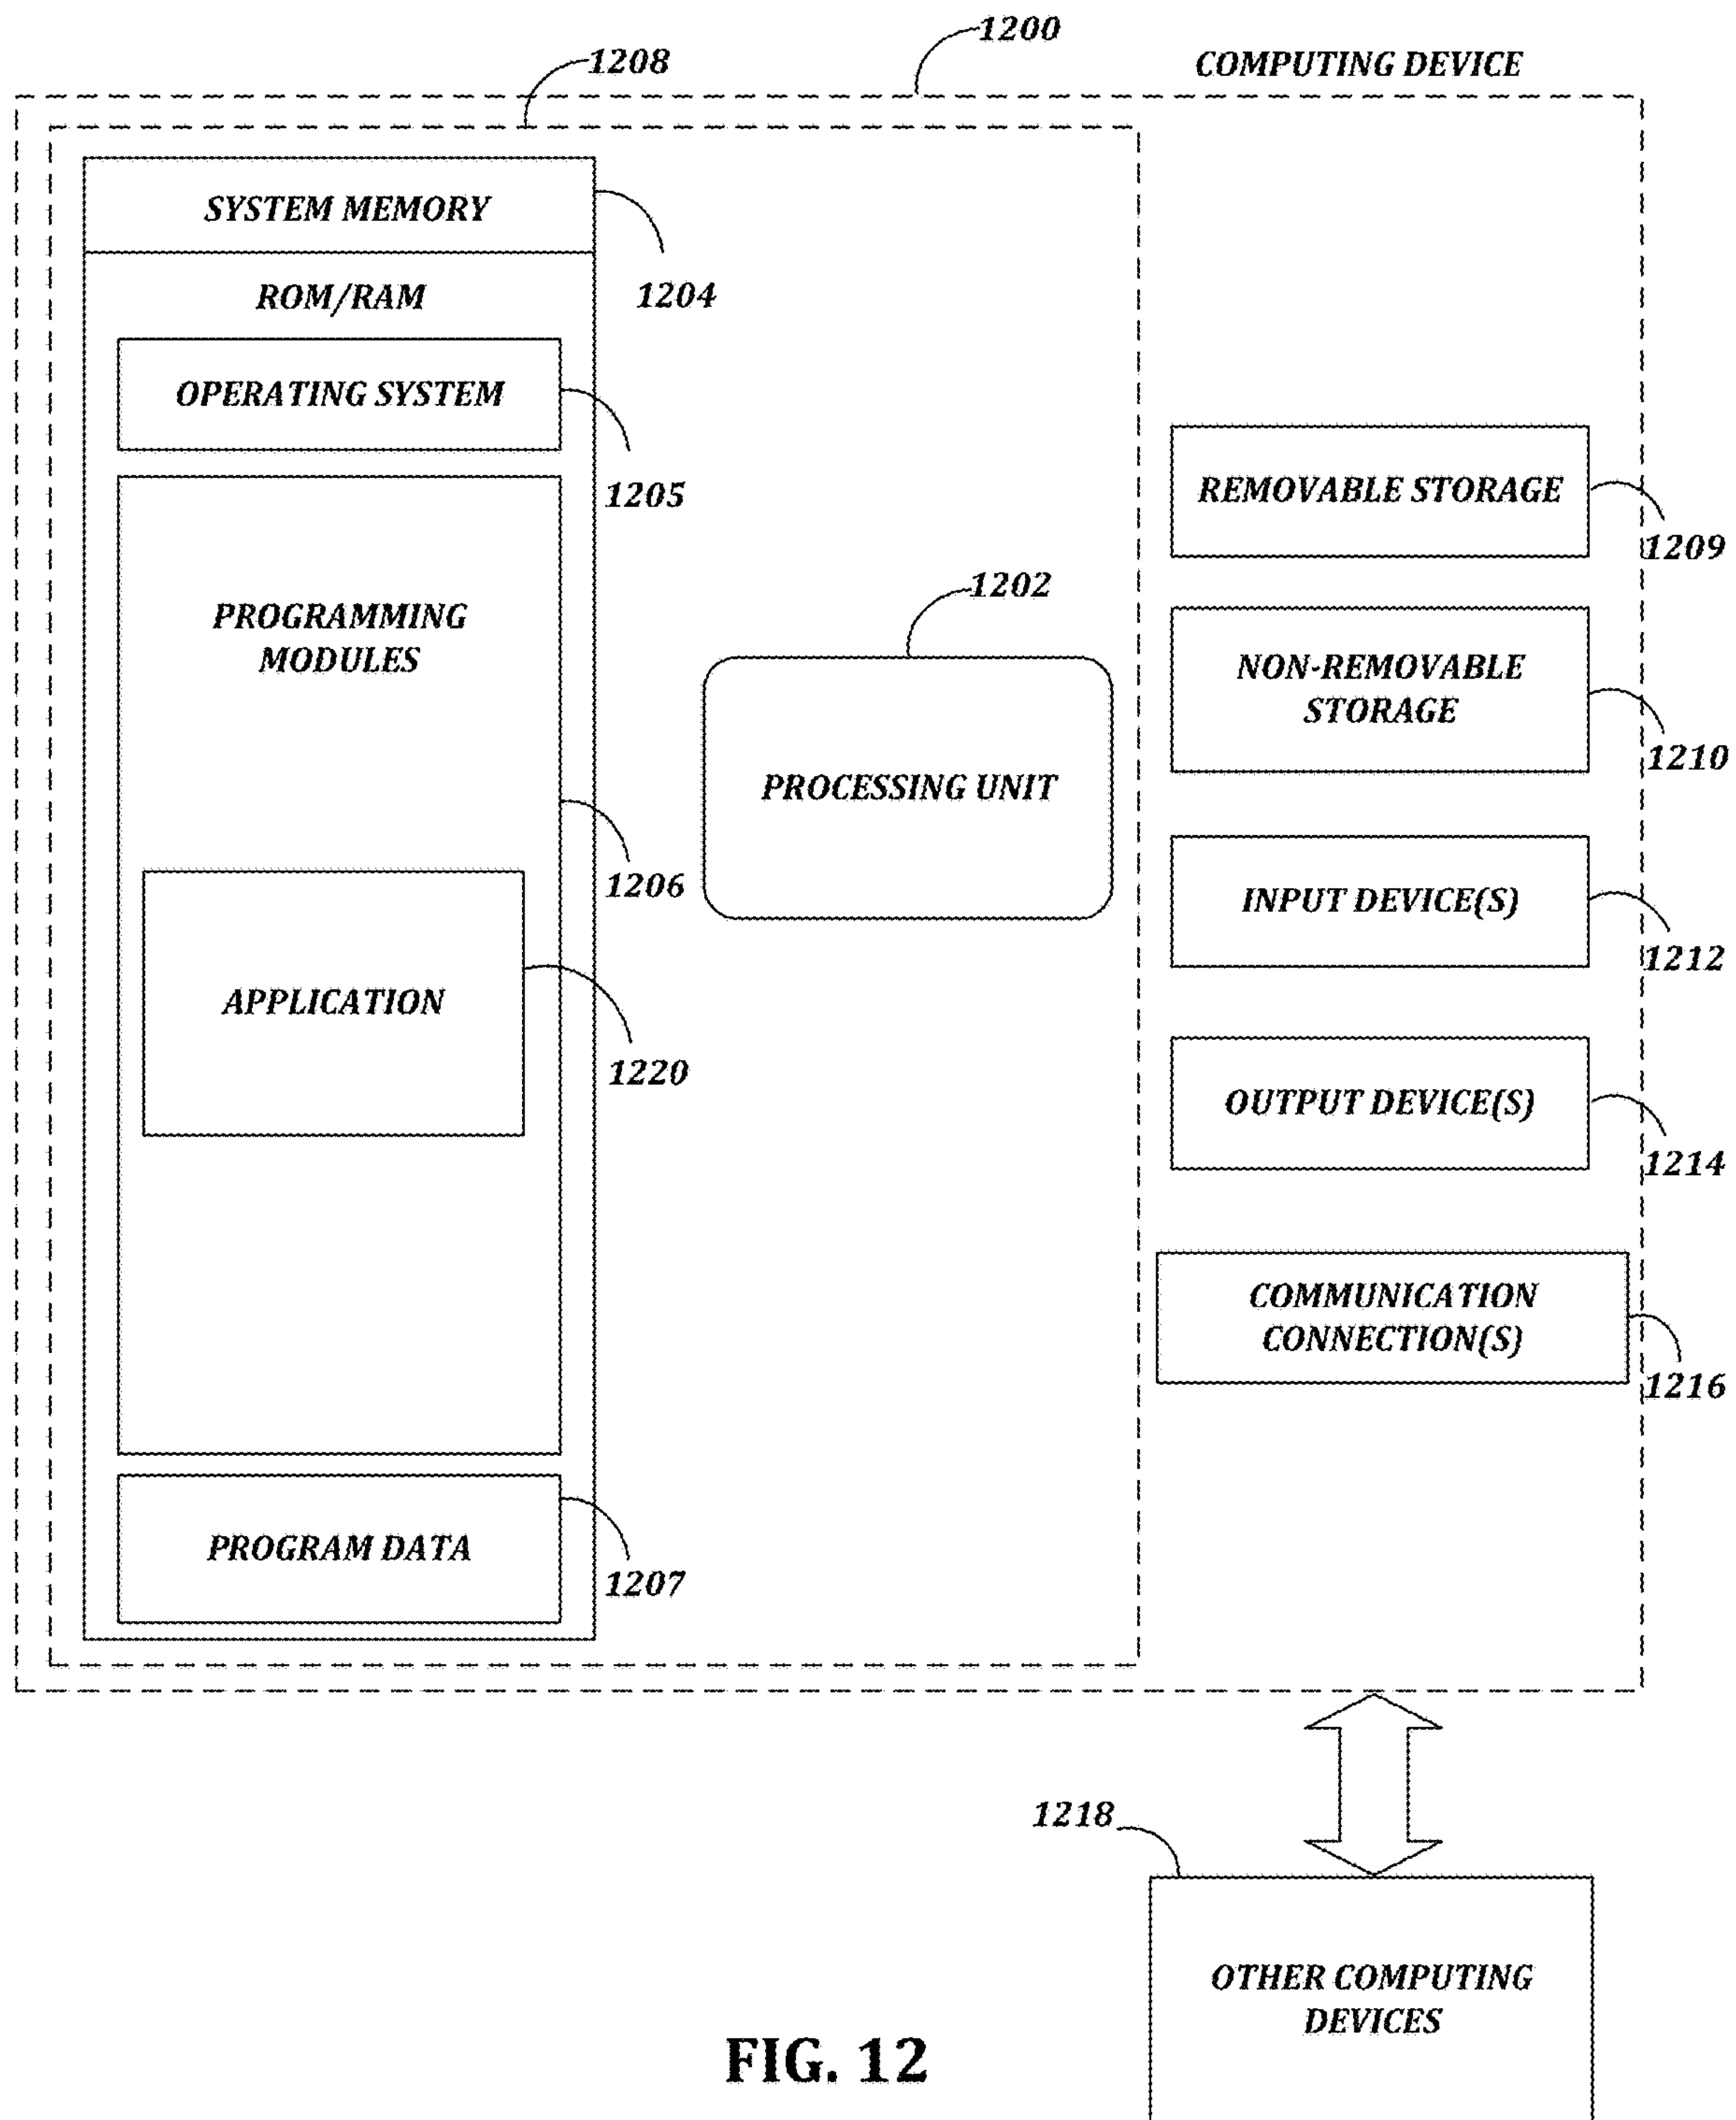 1200
1208
COMPUTING DEVICE
SYSTEM MEMORY
1204
ROM/RAM
OPERATING SYSTEM
1205
PROGRAMMING
MODULES
1206
APPLICATION
1220
PROGRAM DATA
1207
1202
PROCESSING UNIT
REMOVABLE STORAGE
1209
NON-REMOVABLE
STORAGE
1210
INPUT DEVICE(S)
1212
OUTPUT DEVICE(S)
1214
COMMUNICATION
CONNECTION(S)
1216
1218
OTHER COMPUTING
DEVICES
FIG. 12